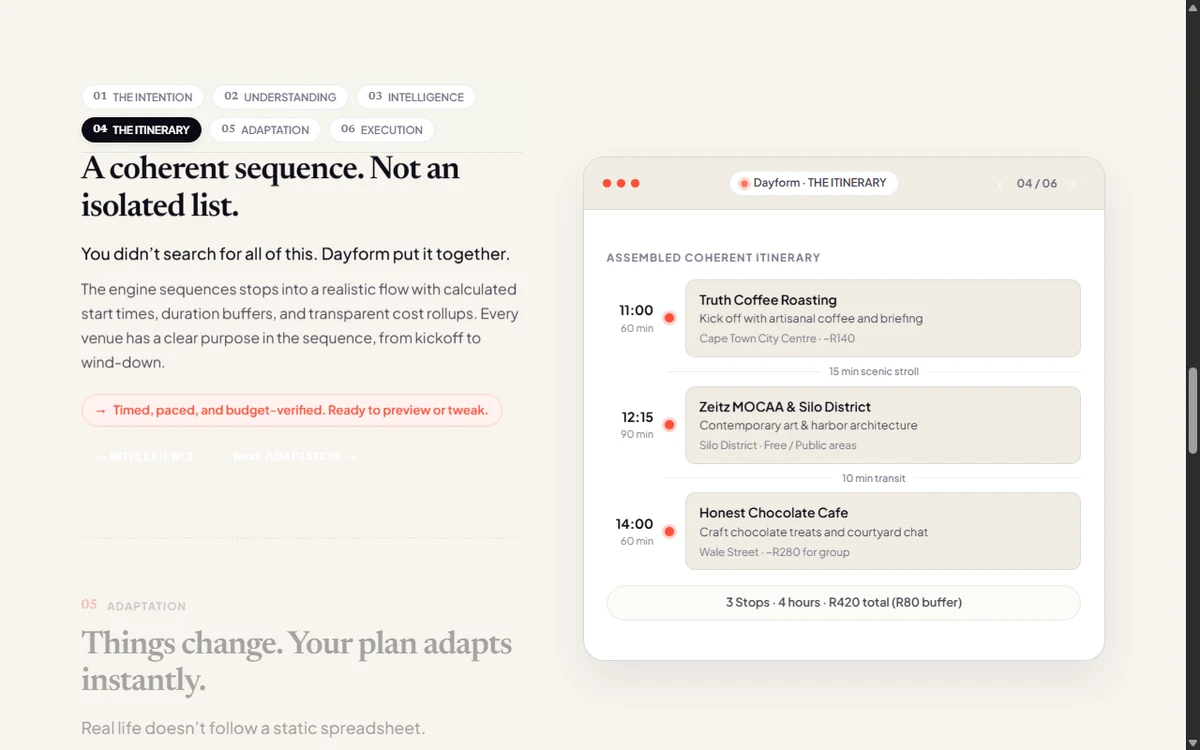 01 THE INTENTION 02 UNDERSTANDING 03 INTELLIGENCE
04 THE ITINERARY 05 ADAPTATION 06 EXECUTION
A coherent sequence. Not an
isolated list.
You didn’t search for all of this. Dayform put it together.
The engine sequences stops into a realistic flow with calculated
start times, duration buffers, and transparent cost rollups. Every
venue has a clear purpose in the sequence, from kickoff to
wind-down.
→ Timed, paced, and budget-verified. Ready to preview or tweak.
← INTELLIGENCE Next: ADAPTATION →
05 ADAPTATION
Things change. Your plan adapts
instantly.
Real life doesn’t follow a static spreadsheet.
Dayform · THE ITINERARY ‹ 04 / 06 ›
ASSEMBLED COHERENT ITINERARY
11:00
60 min
Truth Coffee Roasting
Kick off with artisanal coffee and briefing
Cape Town City Centre · ~R140
15 min scenic stroll
12:15
90 min
Zeitz MOCAA & Silo District
Contemporary art & harbor architecture
Silo District · Free / Public areas
10 min transit
14:00
60 min
Honest Chocolate Cafe
Craft chocolate treats and courtyard chat
Wale Street · ~R280 for group
3 Stops · 4 hours · R420 total (R80 buffer)